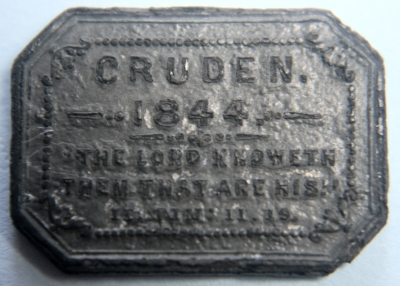 CRUDEN.
1844.
"THE LORD KNOWETH
THEM THAT ARE HIS."
II. TIM: II. 19.